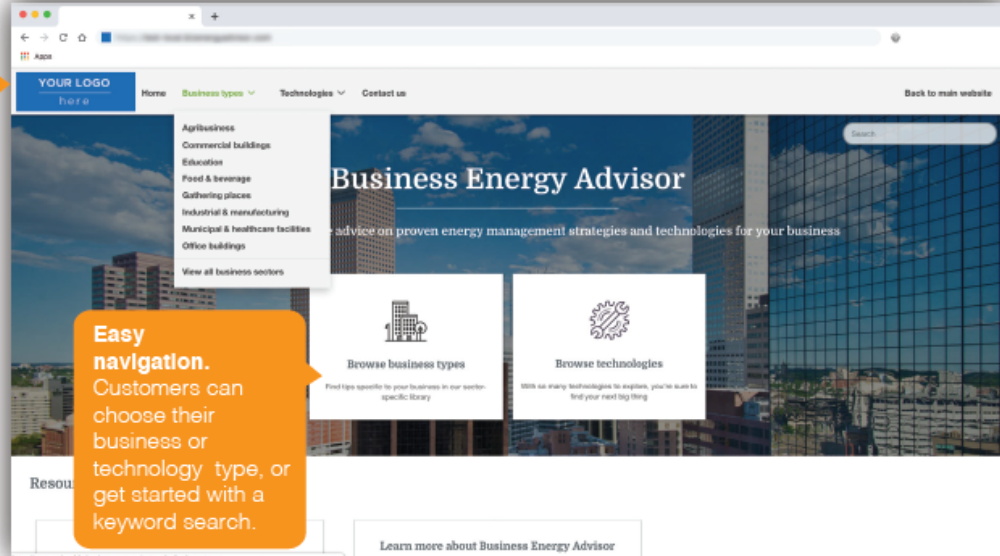 Apps
YOUR LOGO
here
Home
Business types
Technologies
Contact us
Back to main website
Search
Agribusiness
Commercial buildings
Education
Food & beverage
Gathering places
Industrial & manufacturing
Municipal & healthcare facilities
Office buildings
View all business sectors
Business Energy Advisor
advice on proven energy management strategies and technologies for your business
Browse business types
Find tips specific to your business in our sector-
specific library
Browse technologies
With so many technologies to explore, you're sure to
find your next big thing
Easy
navigation.
Customers can
choose their
business or
technology type, or
get started with a
keyword search.
Learn more about Business Energy Advisor